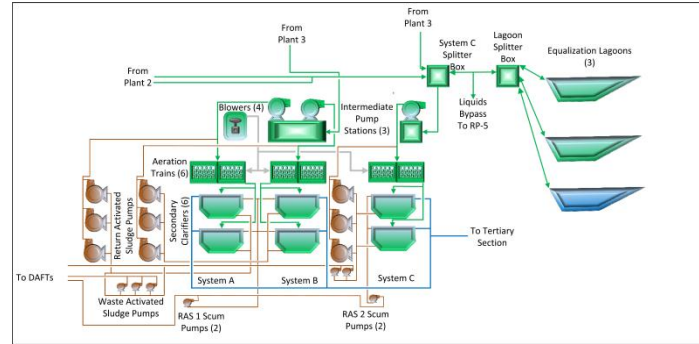 From
Plant 3
From
Plant 3
System C
Splitter
Box
Lagoon
Splitter
Box
Equalization Lagoons
(3)
From
Plant 2
Blowers (4)
Intermediate
Pump
Stations (3)
Liquids
Bypass
To RP-5
Aeration
Trains (6)
Return Activated
Sludge Pumps
Secondary
Clarifiers (6)
To Tertiary
Section
System A
System B
System C
To DAFTs
Waste Activated
Sludge Pumps
RAS 1 Scum
Pumps (2)
RAS 2 Scum
Pumps (2)